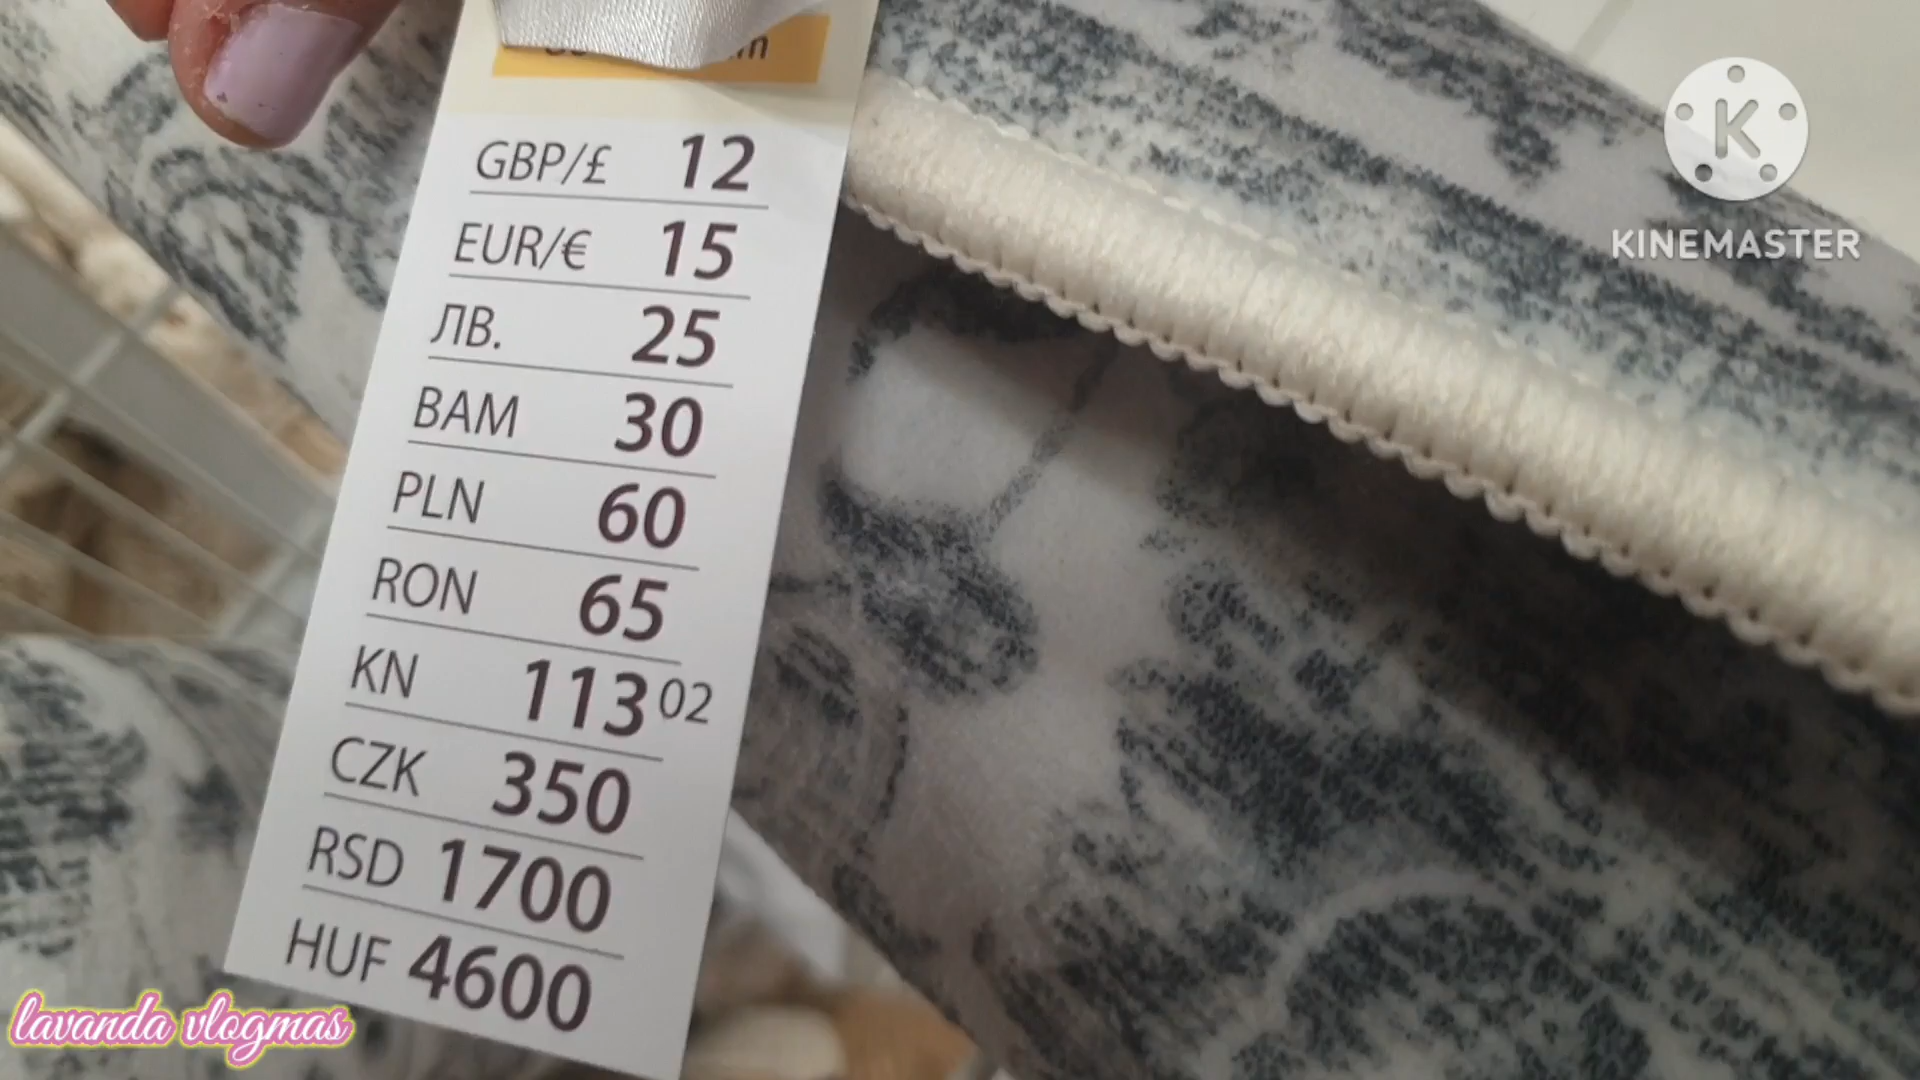 GBP/£ 12
EUR/€ 15
ЛВ. 25
BAM 30
PLN 60
RON 65
KN 113 02
CZK 350
RSD 1700
HUF 4600
K
KINEMASTER
lavanda vlogmas